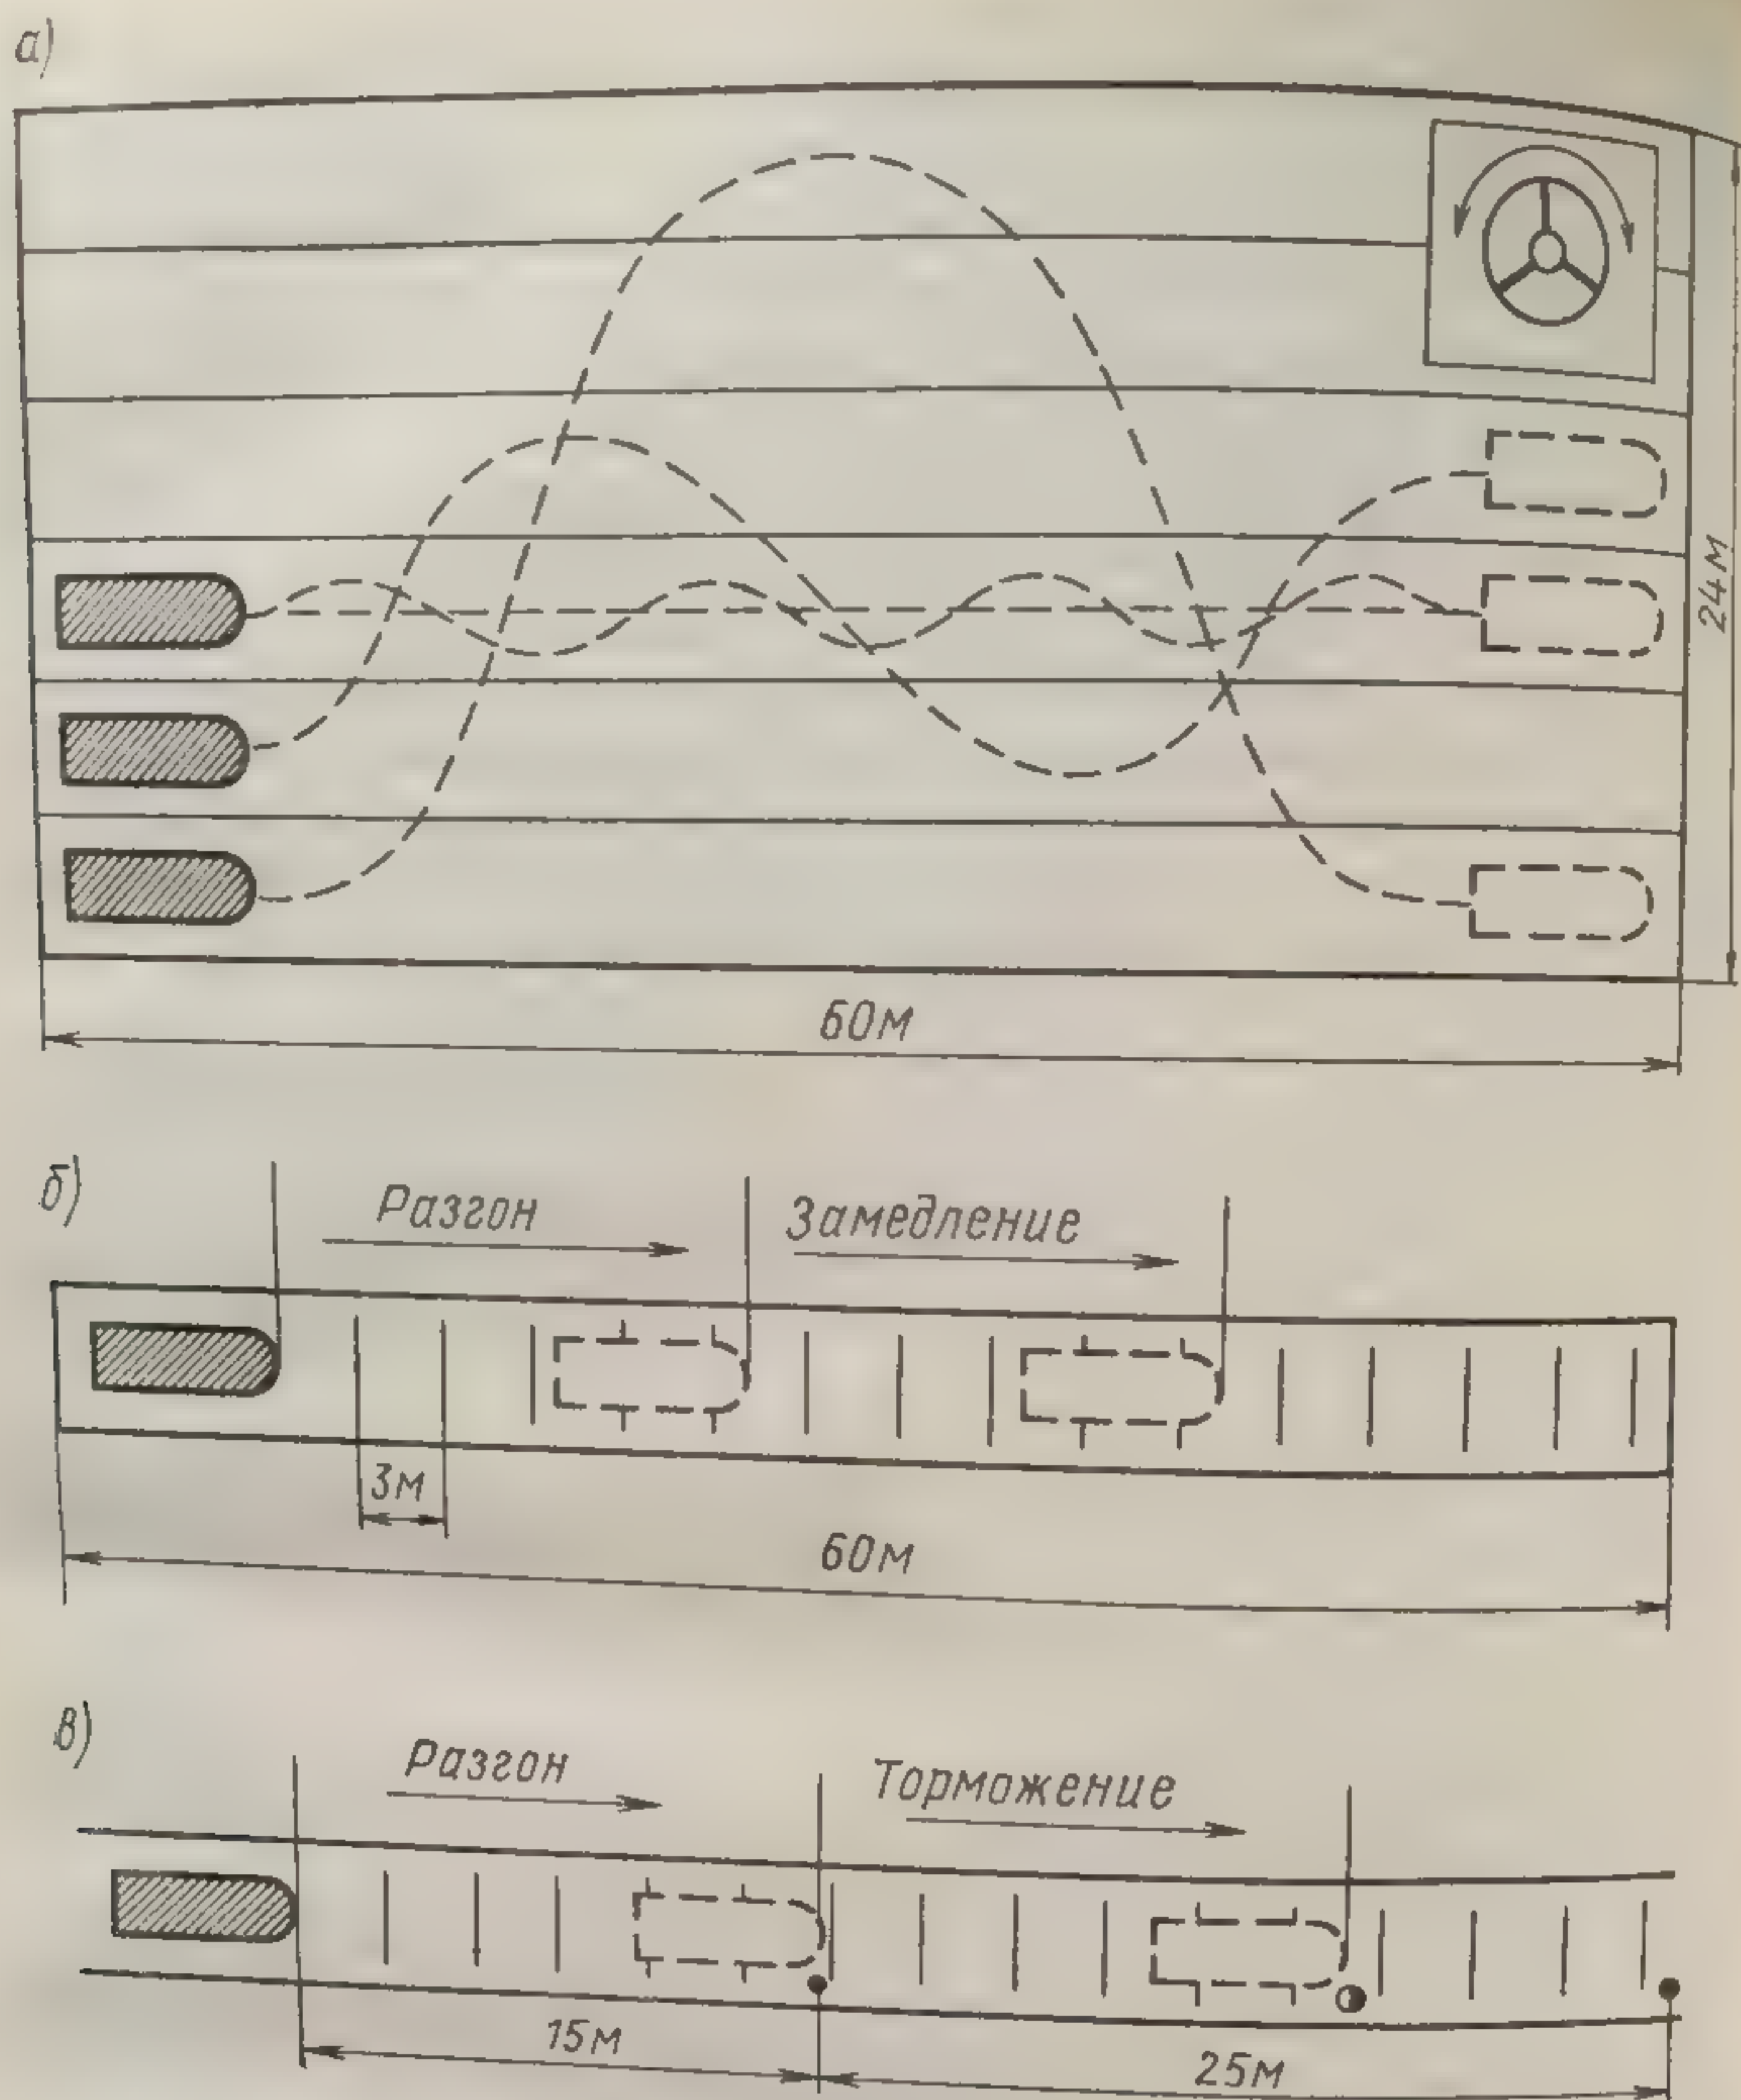 а)
24м
60м
б)
Разгон
Замедление
3м
60м
в)
Разгон
Торможение
15м
25м